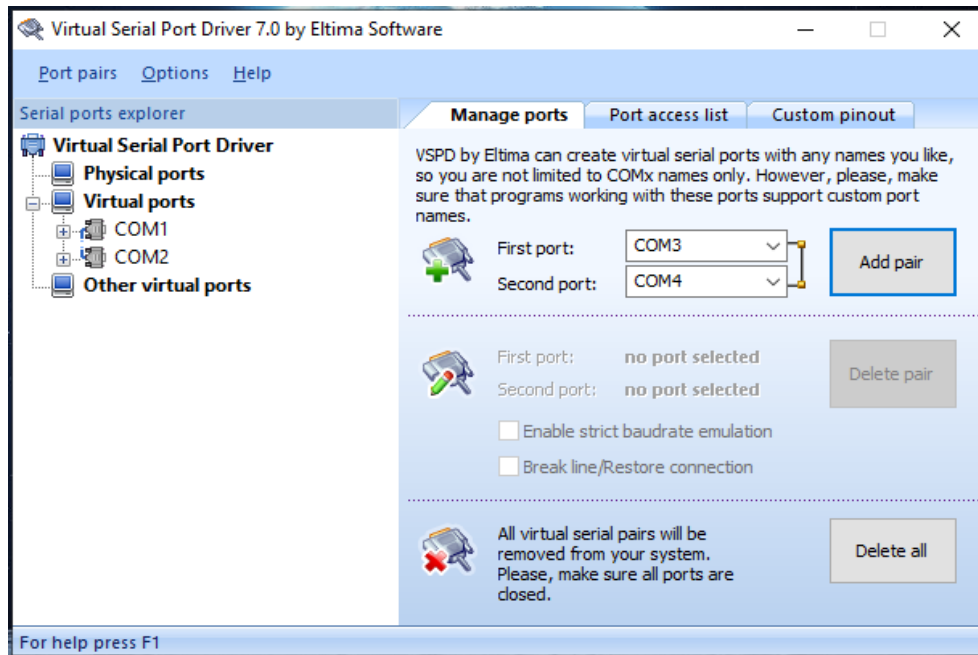 Virtual Serial Port Driver 7.0 by Eltima Software
Port pairs Options Help
Serial ports explorer
Virtual Serial Port Driver
Physical ports
Virtual ports
COM1
COM2
Other virtual ports
Manage ports Port access list Custom pinout
VSPD by Eltima can create virtual serial ports with any names you like,
so you are not limited to COMx names only. However, please, make
sure that programs working with these ports support custom port
names.
First port: COM3
Second port: COM4
Add pair
First port: no port selected
Second port: no port selected
Delete pair
Enable strict baudrate emulation
Break line/Restore connection
All virtual serial pairs will be
removed from your system.
Please, make sure all ports are
closed.
Delete all
For help press F1